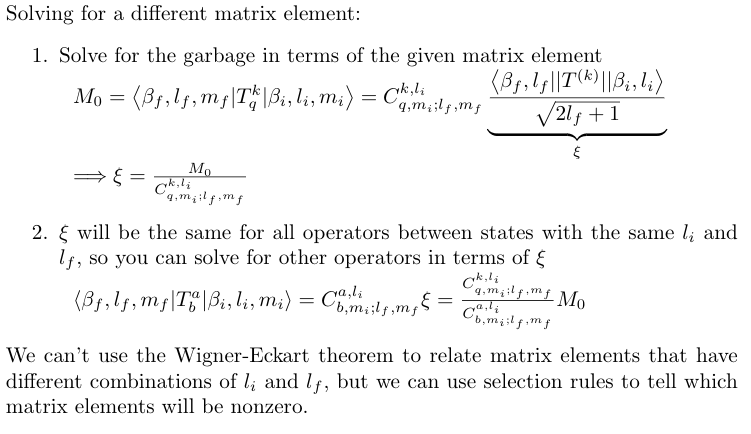 Solving for a different matrix element:
1. Solve for the garbage in terms of the given matrix element
$M_0 = \langle \beta_f, l_f, m_f | T_q^k | \beta_i, l_i, m_i \rangle = C_{q,m_i;l_f,m_f}^{k,l_i} \underbrace{\frac{\langle \beta_f, l_f || T^{(k)} || \beta_i, l_i \rangle}{\sqrt{2l_f + 1}}}_{\xi}$
$\Longrightarrow \xi = \frac{M_0}{C_{q,m_i;l_f,m_f}^{k,l_i}}$
2. ξ will be the same for all operators between states with the same $l_i$ and
$l_f$, so you can solve for other operators in terms of ξ
$\langle \beta_f, l_f, m_f | T_b^a | \beta_i, l_i, m_i \rangle = C_{b,m_i;l_f,m_f}^{a,l_i} \xi = \frac{C_{q,m_i;l_f,m_f}^{k,l_i}}{C_{b,m_i;l_f,m_f}^{a,l_i}} M_0$
We can't use the Wigner-Eckart theorem to relate matrix elements that have
different combinations of $l_i$ and $l_f$, but we can use selection rules to tell which
matrix elements will be nonzero.